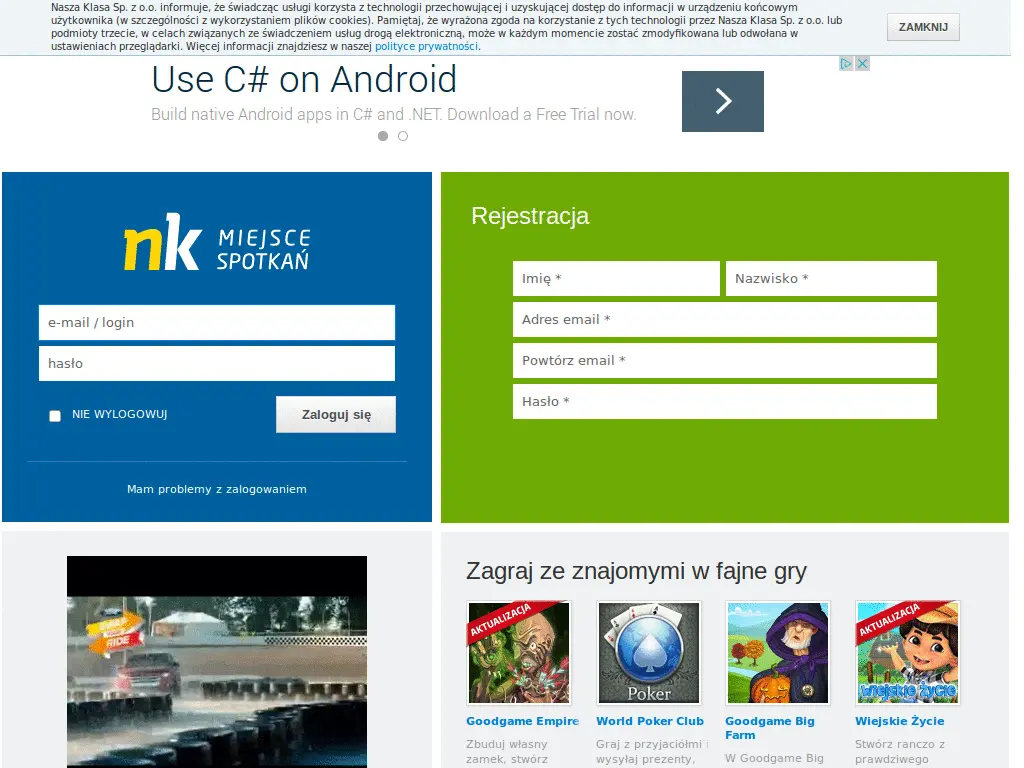 Nasza Klasa Sp. z o.o. informuje, że świadcząc usługi korzysta z technologii przechowującej i uzyskującej dostęp do informacji w urządzeniu końcowym
użytkownika (w szczególności z wykorzystaniem plików cookies). Pamiętaj, że wyrażona zgoda na korzystanie z tych technologii przez Nasza Klasa Sp. z o.o. lub
podmioty trzecie, w celach związanych ze świadczeniem usług drogą elektroniczną, może w każdym momencie zostać zmodyfikowana lub odwołana w
ustawieniach przeglądarki. Więcej informacji znajdziesz w naszej polityce prywatności.
ZAMKNIJ
Use C# on Android
Build native Android apps in C# and .NET. Download a Free Trial now.
nk MIEJSCE
SPOTKAŃ
e-mail / login
hasło
NIE WYLOGOWUJ
Zaloguj się
Mam problemy z zalogowaniem
Rejestracja
Imię *
Nazwisko *
Adres email *
Powtórz email *
Hasło *
RIDE
Zagraj ze znajomymi w fajne gry
AKTUALIZACJA
Poker
AKTUALIZACJA
Wiejskie Życie
Goodgame Empire
Zbuduj własny
zamek, stwórz
World Poker Club
Graj z przyjaciółmi i
wysyłaj prezenty,
Goodgame Big
Farm
W Goodgame Big
Wiejskie Życie
Stwórz ranczo z
prawdziwego